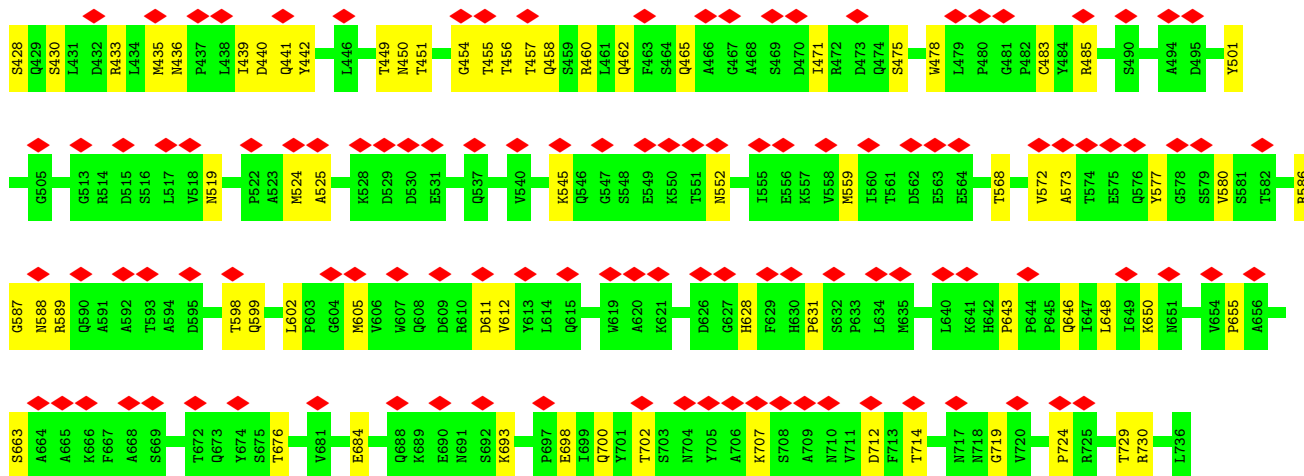 S428 Q429 S430 L431 D432 R433 L434 M435 N436 P437 L438 I439 D440 Q441 Y442 L446 T449 N450 T451 G454 T455 T456 T457 Q458 S459 R460 L461 Q462 F463 S464 Q465 A466 G467 A468 S469 D470 I471 R472 D473 Q474 S475 W478 L479 P480 G481 P482 C483 Y484 R485 S490 A494 D495 Y501
G505 G513 R514 D515 S516 L517 V518 N519 P522 A523 M524 A525 K528 D529 D530 E531 Q537 V540 K545 Q546 G547 S548 E549 K550 T551 N552 I555 E556 K557 V558 M559 I560 T561 D562 E563 E564 T568 V572 A573 T574 E575 Q576 Y577 G578 S579 V580 S581 T582 R586
G587 N588 R589 Q590 A591 A592 T593 A594 D595 T598 Q599 L602 P603 G604 M605 V606 W607 Q608 D609 R610 D611 V612 Y613 L614 Q615 W619 A620 K621 D626 G627 H628 F629 H630 P631 S632 P633 L634 M635 L640 K641 H642 P643 P644 P645 Q646 I647 L648 I649 K650 N651 V654 P655 A656
S663 A664 A665 K666 F667 A668 S669 T672 Q673 Y674 S675 T676 V681 E684 Q688 K689 E690 N691 S692 K693 P697 E698 I699 Q700 Y701 T702 S703 N704 Y705 A706 K707 S708 A709 N710 V711 D712 F713 T714 N717 N718 G719 V720 P724 R725 T729 R730 L736